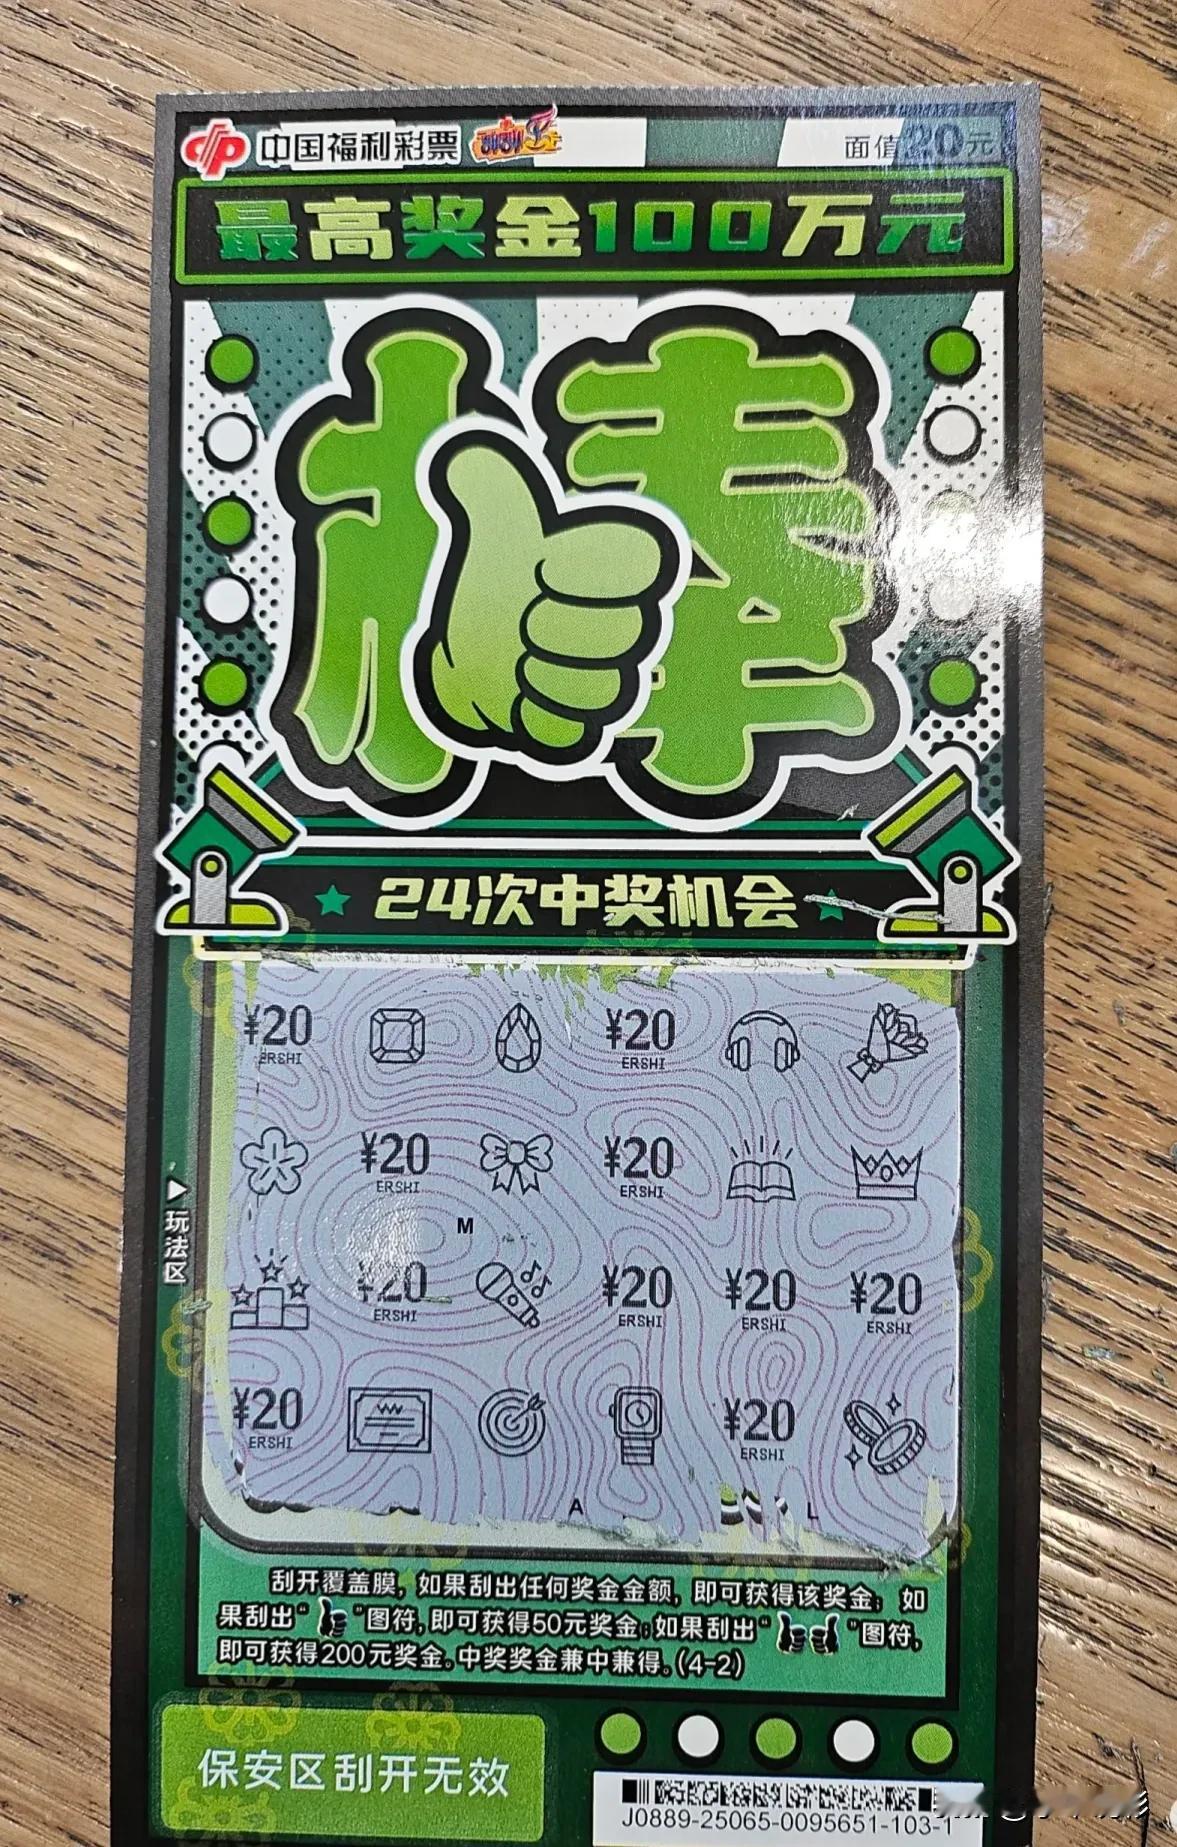 中国福利彩票 刮刮乐 面值20元
最高奖金100万元
棒
24次中奖机会
¥20 ¥20
ERSHI ERSHI
¥20 ¥20
ERSHI ERSHI
M
¥20 ¥20 ¥20 ¥20
ERSHI ERSHI ERSHI ERSHI
¥20 ¥20
ERSHI ERSHI
A L
玩法区
刮开覆盖膜，如果刮出任何奖金金额，即可获得该奖金；如
果刮出“ ”图符，即可获得50元奖金；如果刮出“ ”图符，
即可获得200元奖金。中奖奖金兼中兼得。(4-2)
保安区刮开无效
J0889-25065-0095651-103-1